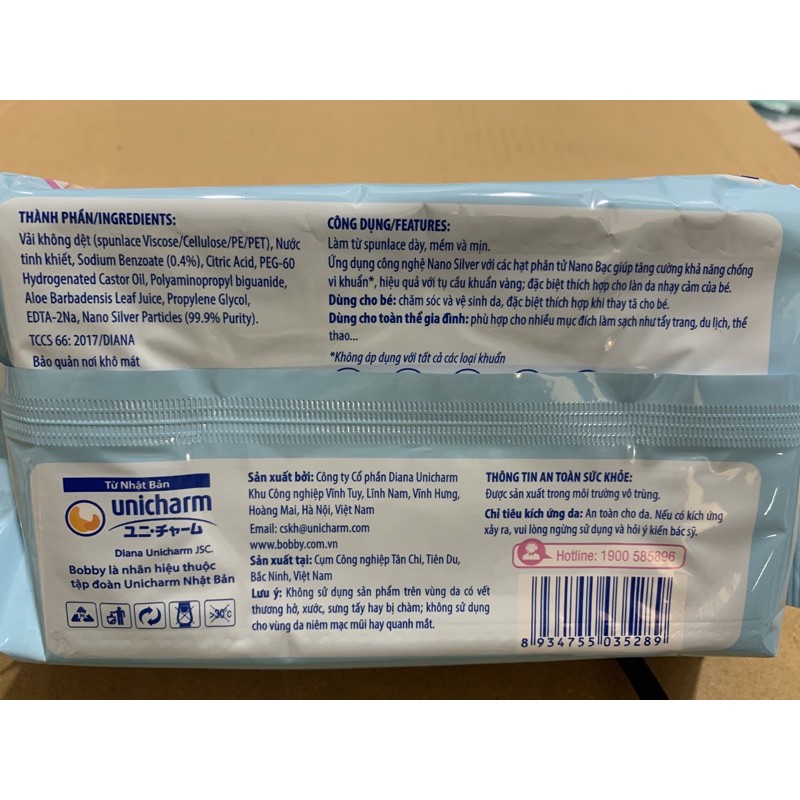 THÀNH PHẦN/INGREDIENTS:
Vải không dệt (spunlace Viscose/Cellulose/PE/PET), Nước
tinh khiết, Sodium Benzoate (0.4%), Citric Acid, PEG-60
Hydrogenated Castor Oil, Polyaminopropyl biguanide,
Aloe Barbadensis Leaf Juice, Propylene Glycol,
EDTA-2Na, Nano Silver Particles (99.9% Purity).
TCCS 66: 2017/DIANA
Bảo quản nơi khô mát
CÔNG DỤNG/FEATURES:
Làm từ spunlace dày, mềm và mịn.
Ứng dụng công nghệ Nano Silver với các hạt phân tử Nano Bạc giúp tăng cường khả năng chống
vi khuẩn*, hiệu quả với tụ cầu khuẩn vàng; đặc biệt thích hợp cho làn da nhạy cảm của bé.
Dùng cho bé: chăm sóc và vệ sinh da, đặc biệt thích hợp khi thay tã cho bé.
Dùng cho toàn thể gia đình: phù hợp cho nhiều mục đích làm sạch như tẩy trang, du lịch, thể
thao...
*Không áp dụng với tất cả các loại khuẩn
Từ Nhật Bản
unicharm
ユニ・チャーム
Diana Unicharm JSC.
Bobby là nhãn hiệu thuộc
tập đoàn Unicharm Nhật Bản
>30°C
Sản xuất bởi: Công ty Cổ phần Diana Unicharm
Khu Công nghiệp Vĩnh Tuy, Lĩnh Nam, Vĩnh Hưng,
Hoàng Mai, Hà Nội, Việt Nam
Email: cskh@unicharm.com
www.bobby.com.vn
Sản xuất tại: Cụm Công nghiệp Tân Chi, Tiên Du,
Bắc Ninh, Việt Nam
Lưu ý: Không sử dụng sản phẩm trên vùng da có vết
thương hở, xước, sưng tấy hay bị chàm; không sử dụng
cho vùng da niêm mạc mũi hay quanh mắt.
THÔNG TIN AN TOÀN SỨC KHỎE:
Được sản xuất trong môi trường vô trùng.
Chỉ tiêu kích ứng da: An toàn cho da. Nếu có kích ứng
xảy ra, vui lòng ngừng sử dụng và hỏi ý kiến bác sỹ.
Hotline: 1900 585896
8 934755 035289